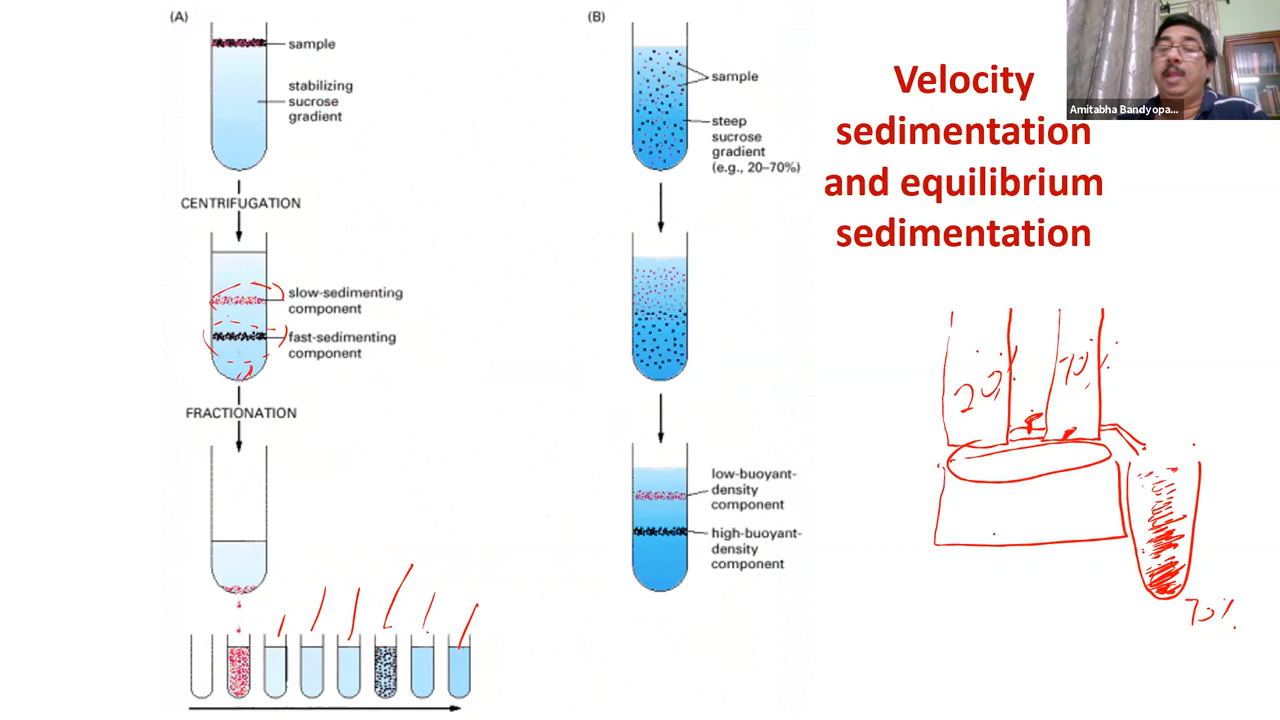 (A)
sample
stabilizing
sucrose
gradient
CENTRIFUGATION
slow-sedimenting
component
fast-sedimenting
component
FRACTIONATION
(B)
sample
steep
sucrose
gradient
(e.g., 20–70%)
low-buoyant-
density
component
high-buoyant-
density
component
Velocity
sedimentation
and equilibrium
sedimentation
Amitabha Bandyopa...
20%
70%
70%